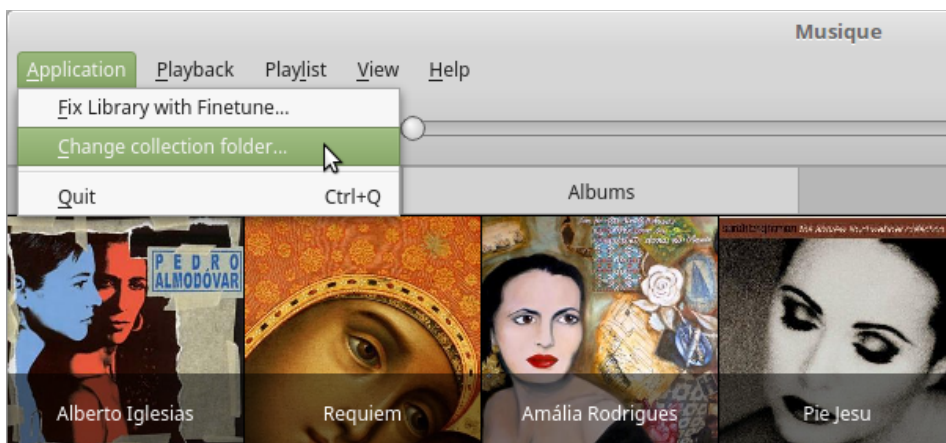 Musique
Application Playback Playlist View Help
Fix Library with Finetune...
Change collection folder...
Quit Ctrl+Q
Albums
PEDRO
ALMODÓVAR
Alberto Iglesias
Requiem
Amália Rodrigues
Pie Jesu